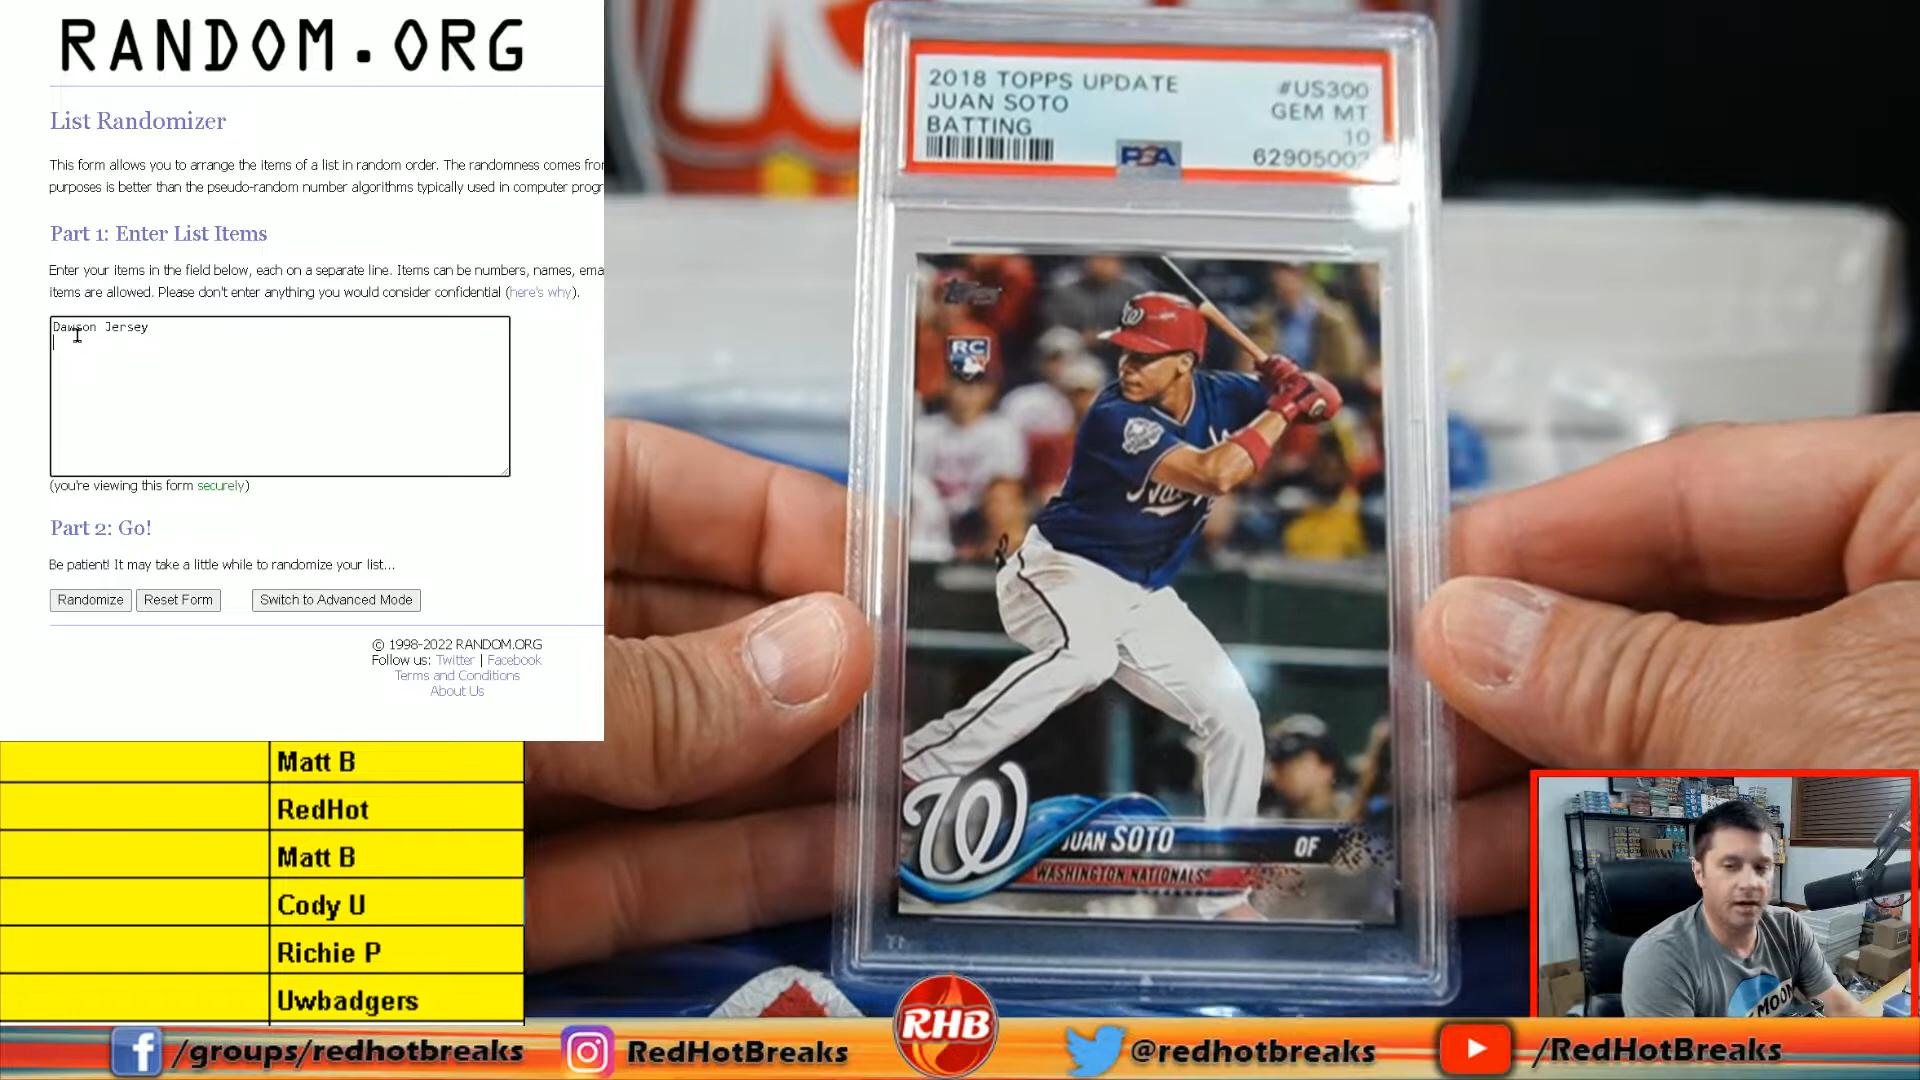 RANDOM.ORG
List Randomizer
This form allows you to arrange the items of a list in random order. The randomness comes from
purposes is better than the pseudo-random number algorithms typically used in computer prog
Part 1: Enter List Items
Enter your items in the field below, each on a separate line. Items can be numbers, names, ema
items are allowed. Please don't enter anything you would consider confidential (here's why).
Dawson Jersey
(you're viewing this form securely)
Part 2: Go!
Be patient! It may take a little while to randomize your list...
Randomize Reset Form Switch to Advanced Mode
© 1998-2022 RANDOM.ORG
Follow us: Twitter | Facebook
Terms and Conditions
About Us
Matt B
RedHot
Matt B
Cody U
Richie P
Uwbadgers
2018 TOPPS UPDATE #US300
JUAN SOTO GEM MT
BATTING 10
PSA 62905002
Topps
RC
W
W
JUAN SOTO OF
WASHINGTON NATIONALS
MOON
/groups/redhotbreaks RedHotBreaks RHB @redhotbreaks /RedHotBreaks